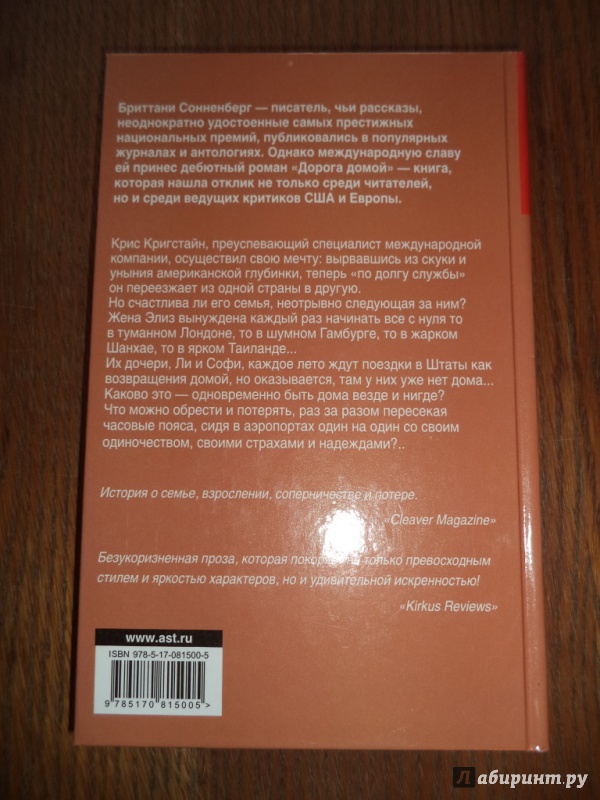 Бриттани Сонненберг — писатель, чьи рассказы,
неоднократно удостоенные самых престижных
национальных премий, публиковались в популярных
журналах и антологиях. Однако международную славу
ей принес дебютный роман «Дорога домой» — книга,
которая нашла отклик не только среди читателей,
но и среди ведущих критиков США и Европы.
Крис Кригстайн, преуспевающий специалист международной
компании, осуществил свою мечту: вырвавшись из скуки и
уныния американской глубинки, теперь «по долгу службы»
он переезжает из одной страны в другую.
Но счастлива ли его семья, неотрывно следующая за ним?
Жена Элиз вынуждена каждый раз начинать все с нуля то
в туманном Лондоне, то в шумном Гамбурге, то в жарком
Шанхае, то в ярком Таиланде...
Их дочери, Ли и Софи, каждое лето ждут поездки в Штаты как
возвращения домой, но оказывается, там у них уже нет дома...
Каково это — одновременно быть дома везде и нигде?
Что можно обрести и потерять, раз за разом пересекая
часовые пояса, сидя в аэропортах один на один со своим
одиночеством, своими страхами и надеждами?..
История о семье, взрослении, соперничестве и потере.
«Cleaver Magazine»
Безукоризненная проза, которая не только превосходным
стилем и яркостью характеров, но и удивительной искренностью!
«Kirkus Reviews»
www.ast.ru
ISBN 978-5-17-081500-5
9 785170 815005 >
лабиринт.ру